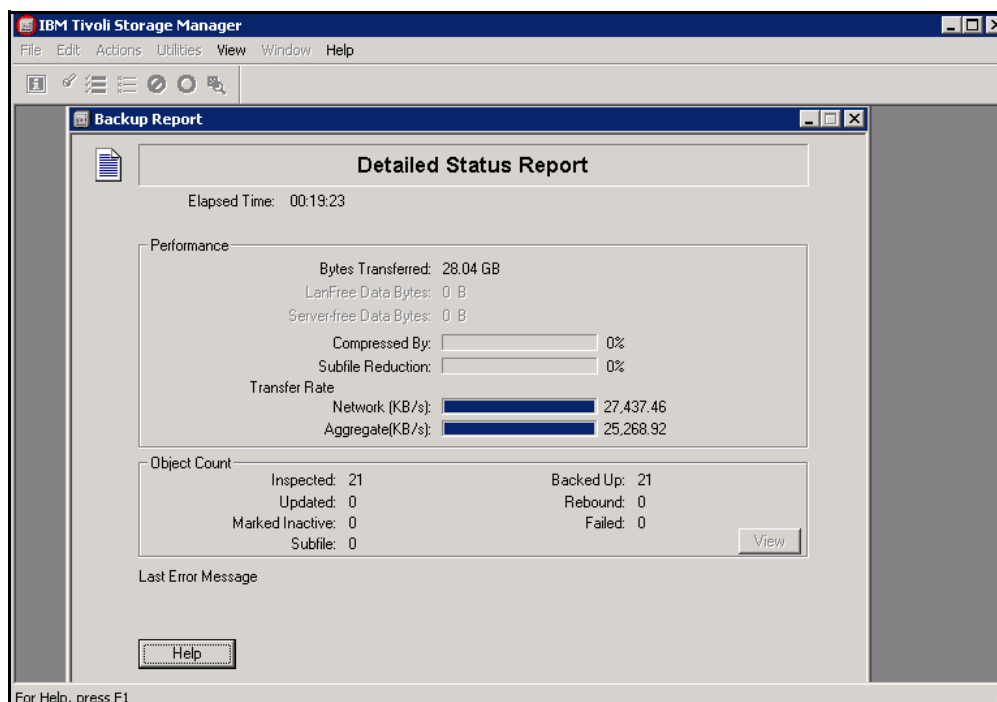 IBM Tivoli Storage Manager
File Edit Actions Utilities View Window Help
Backup Report
Detailed Status Report
Elapsed Time: 00:19:23
Performance
Bytes Transferred: 28.04 GB
LanFree Data Bytes: 0 B
Server-free Data Bytes: 0 B
Compressed By: 0%
Subfile Reduction: 0%
Transfer Rate
Network (KB/s): 27,437.46
Aggregate(KB/s): 25,268.92
Object Count
Inspected: 21 Backed Up: 21
Updated: 0 Rebound: 0
Marked Inactive: 0 Failed: 0
Subfile: 0
View
Last Error Message
Help
For Help, press F1